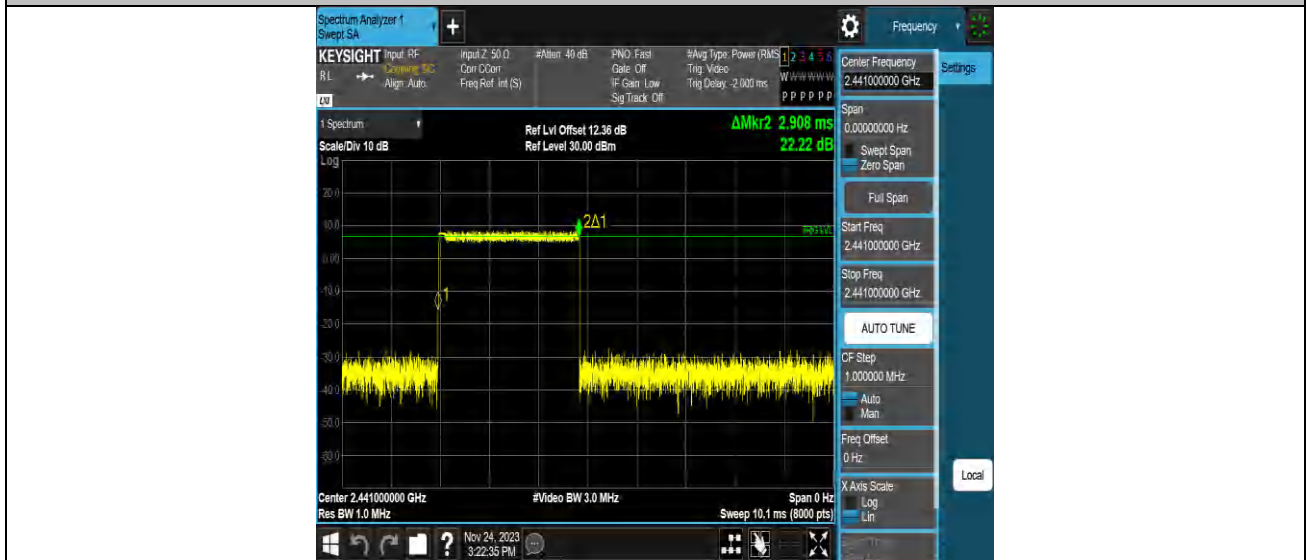 Spectrum Analyzer 1
Swept SA
+
Frequency
KEYSIGHT
Input: RF
Coupling: DC
Align: Auto
RL
LXI
Input Z: 50 Ω
Corr CCorr
Freq Ref: Int (S)
#Atten: 40 dB
PNO: Fast
Gate: Off
IF Gain: Low
Sig Track: Off
#Avg Type: Power (RMS
Trig: Video
Trig Delay: -2.000 ms
1 2 3 4 5 6
W W W W W W
P P P P P P
1 Spectrum
Scale/Div 10 dB
Log
Ref Lvl Offset 12.36 dB
Ref Level 30.00 dBm
ΔMkr2 2.908 ms
22.22 dB
20.0
10.0
0.00
-10.0
-20.0
-30.0
-40.0
-50.0
-60.0
2Δ1
1
TRIG LVL
Center 2.441000000 GHz
Res BW 1.0 MHz
#Video BW 3.0 MHz
Span 0 Hz
Sweep 10.1 ms (8000 pts)
Nov 24, 2023
3:22:35 PM
?
Center Frequency
2.441000000 GHz
Settings
Span
0.00000000 Hz
Swept Span
Zero Span
Full Span
Start Freq
2.441000000 GHz
Stop Freq
2.441000000 GHz
AUTO TUNE
CF Step
1.000000 MHz
Auto
Man
Freq Offset
0 Hz
X Axis Scale
Log
Lin
Local